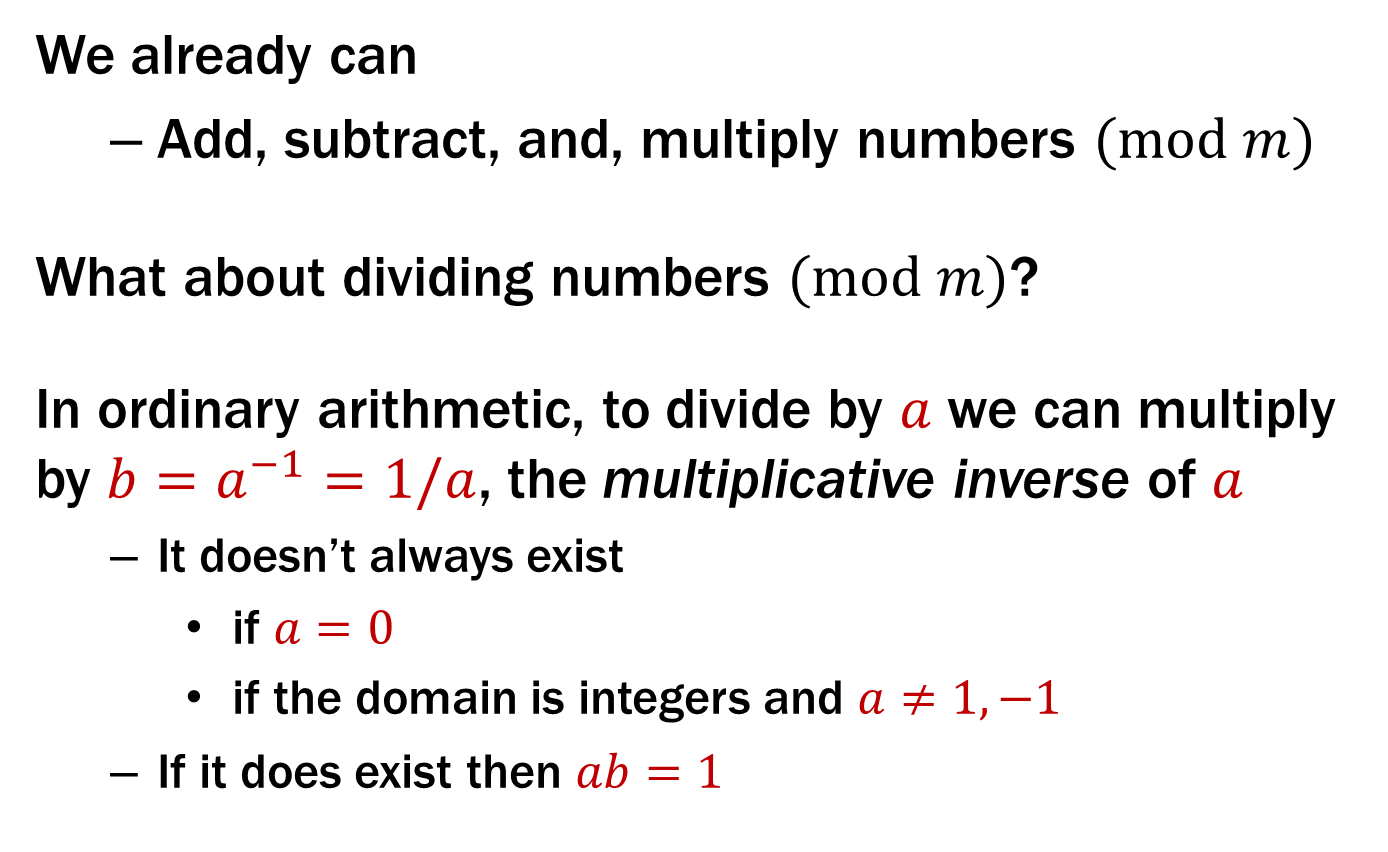 We already can
– Add, subtract, and, multiply numbers (mod m)
What about dividing numbers (mod m)?
In ordinary arithmetic, to divide by a we can multiply
by b = a⁻¹ = 1/a, the multiplicative inverse of a
– It doesn’t always exist
• if a = 0
• if the domain is integers and a ≠ 1, −1
– If it does exist then ab = 1